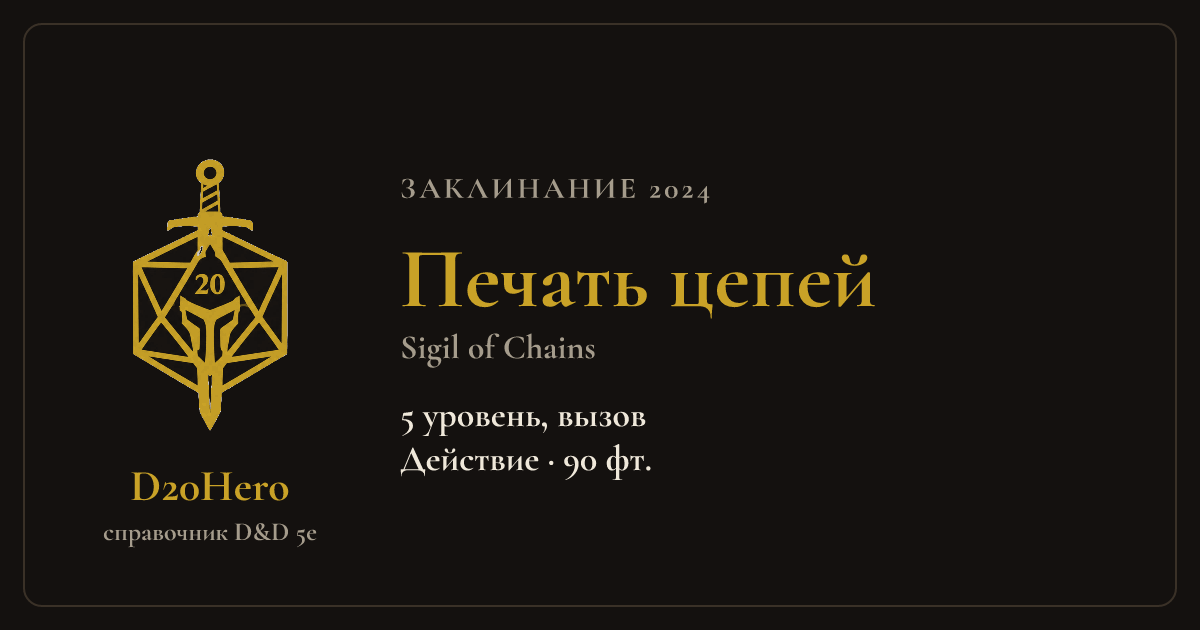 20
D20Hero
справочник D&D 5e
ЗАКЛИНАНИЕ 2024
Печать цепей
Sigil of Chains
5 уровень, вызов
Действие · 90 фт.